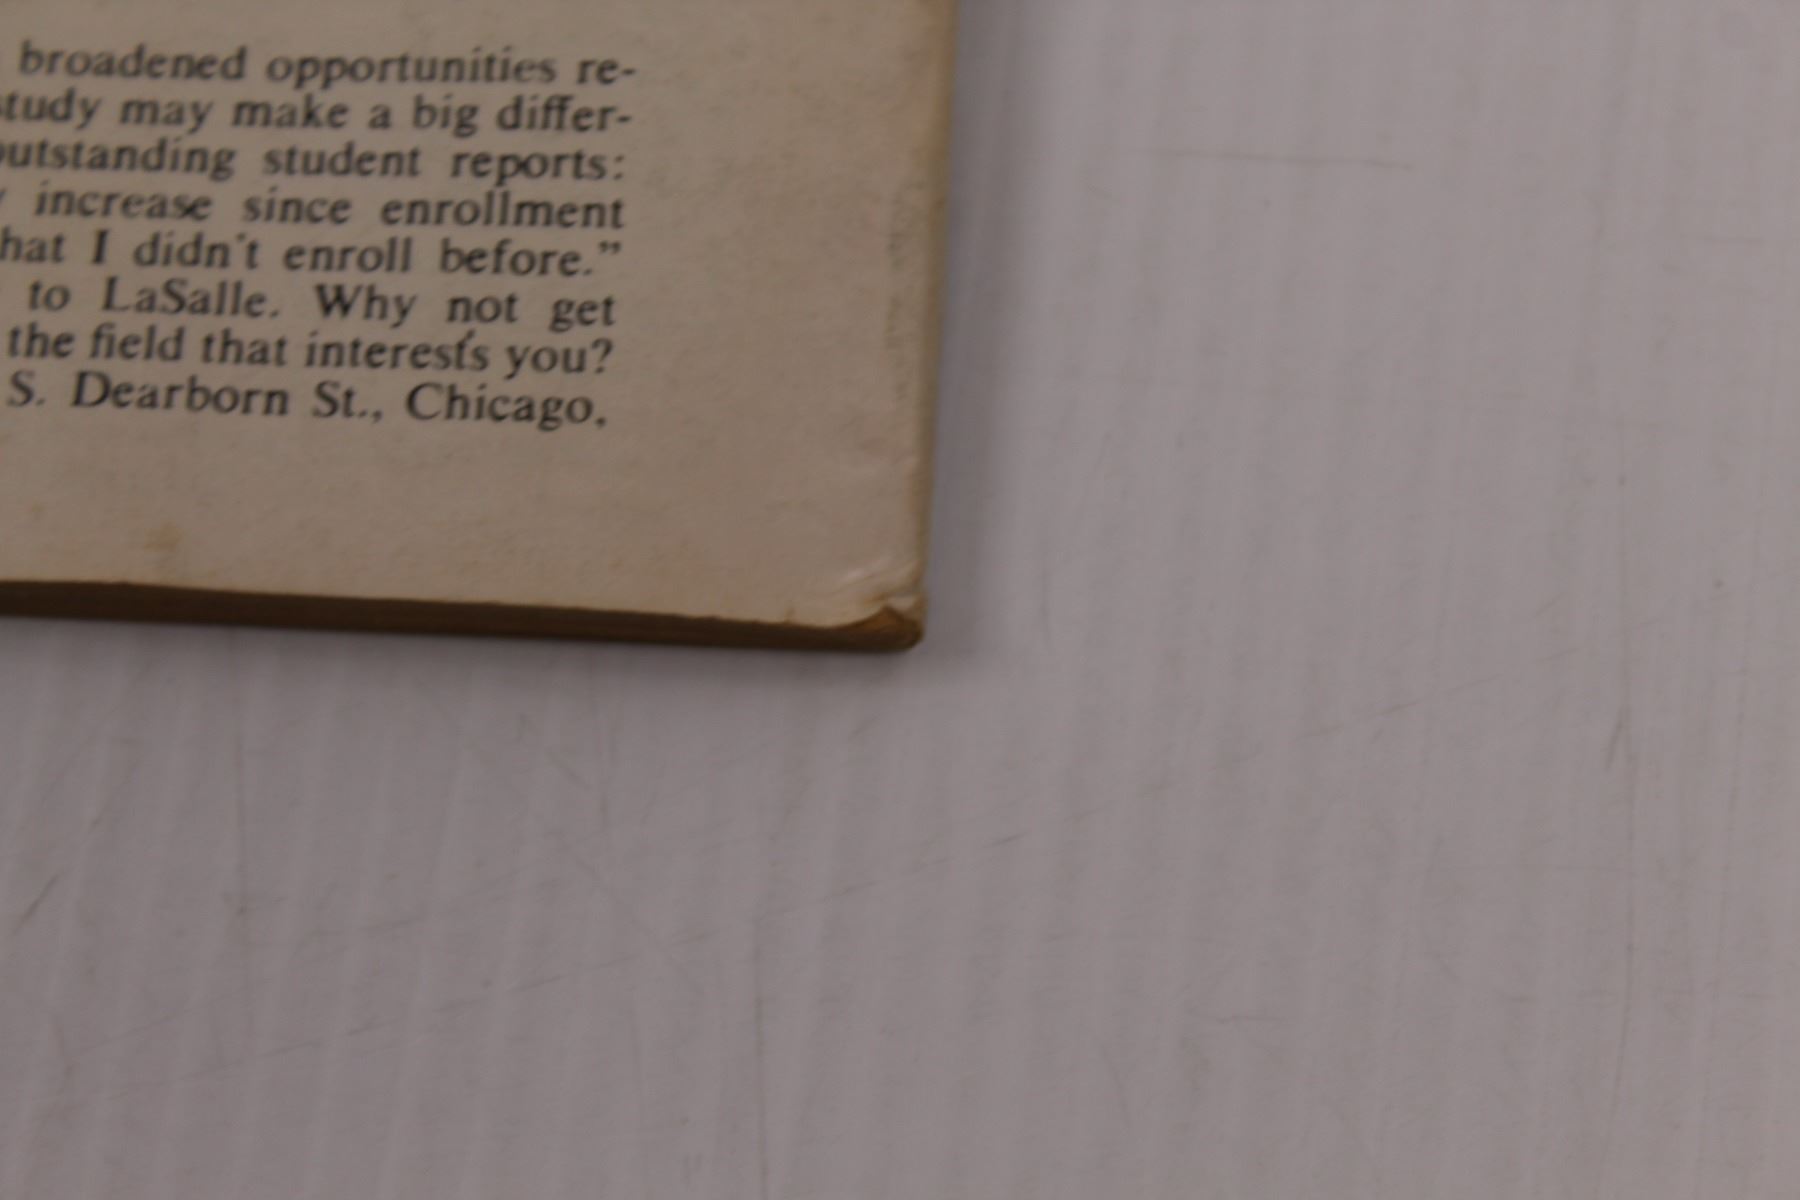 broadened opportunities re-
study may make a big differ-
outstanding student reports:
increase since enrollment
hat I didn't enroll before.”
to LaSalle. Why not get
the field that interests you?
S. Dearborn St., Chicago,